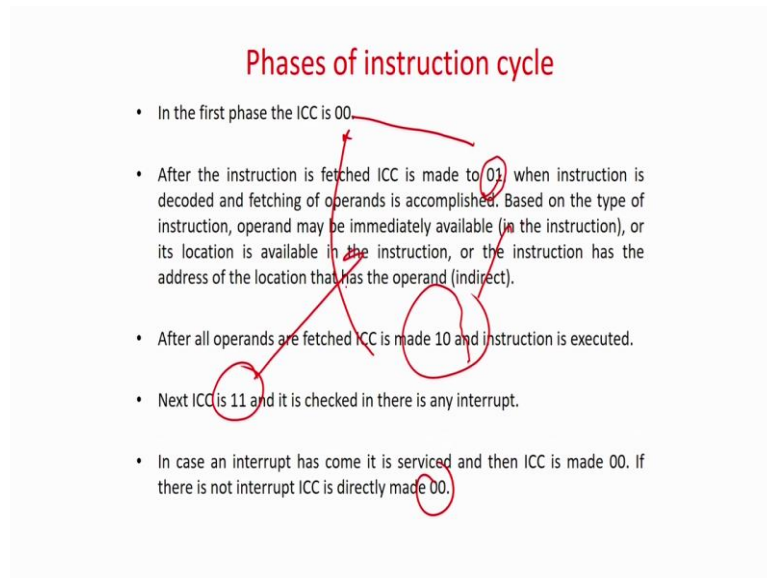 Phases of instruction cycle
• In the first phase the ICC is 00.
• After the instruction is fetched ICC is made to 01 when instruction is
decoded and fetching of operands is accomplished. Based on the type of
instruction, operand may be immediately available (in the instruction), or
its location is available in the instruction, or the instruction has the
address of the location that has the operand (indirect).
• After all operands are fetched ICC is made 10 and instruction is executed.
• Next ICC is 11 and it is checked in there is any interrupt.
• In case an interrupt has come it is serviced and then ICC is made 00. If
there is not interrupt ICC is directly made 00.